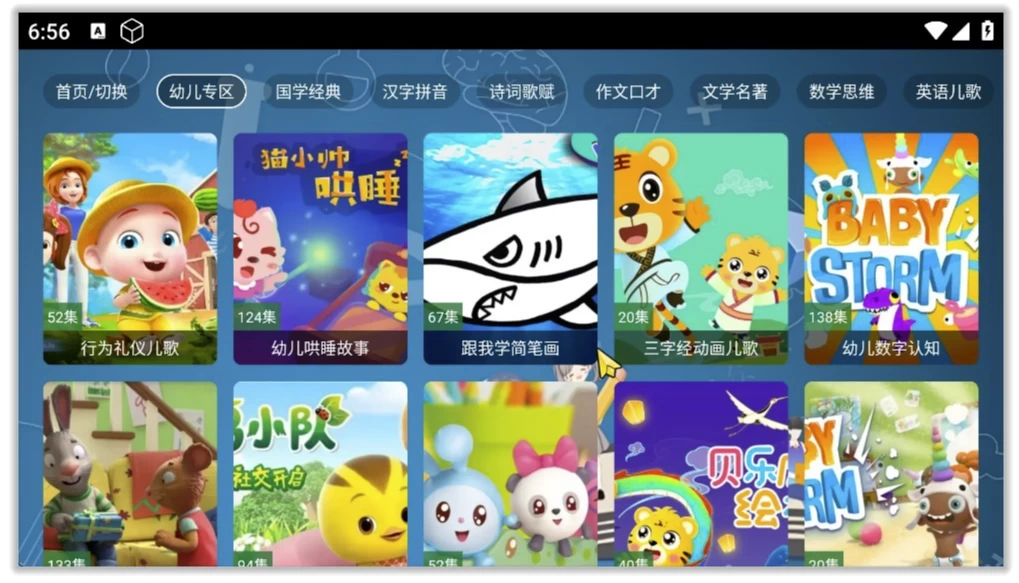 6:56
A
首页/切换
幼儿专区
国学经典
汉字拼音
诗词歌赋
作文口才
文学名著
数学思维
英语儿歌
52集
行为礼仪儿歌
猫小帅
哄睡
124集
幼儿哄睡故事
67集
跟我学简笔画
20集
三字经动画儿歌
BABY
STORM
138集
幼儿数字认知
133集
小队
社交开启
94集
52集
贝乐
绘
40集
20集